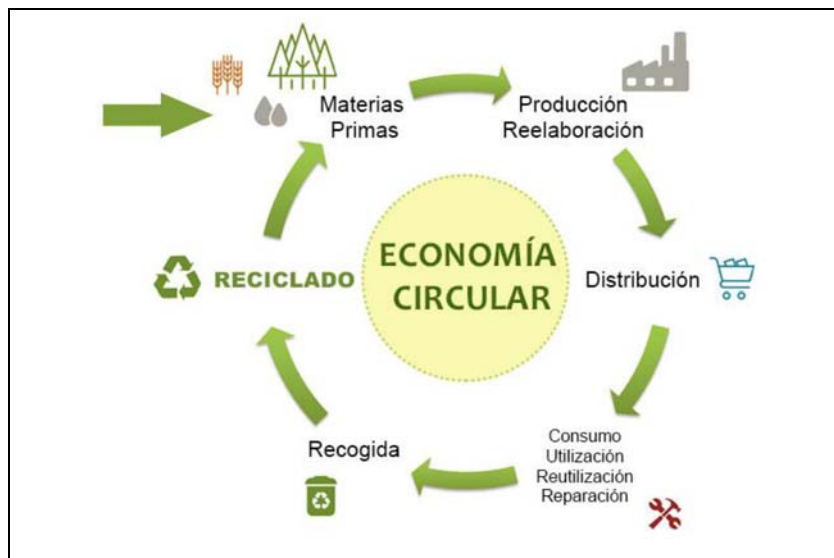 Materias
Primas
Producción
Reelaboración
ECONOMÍA
CIRCULAR
Distribución
RECICLADO
Consumo
Utilización
Reutilización
Reparación
Recogida